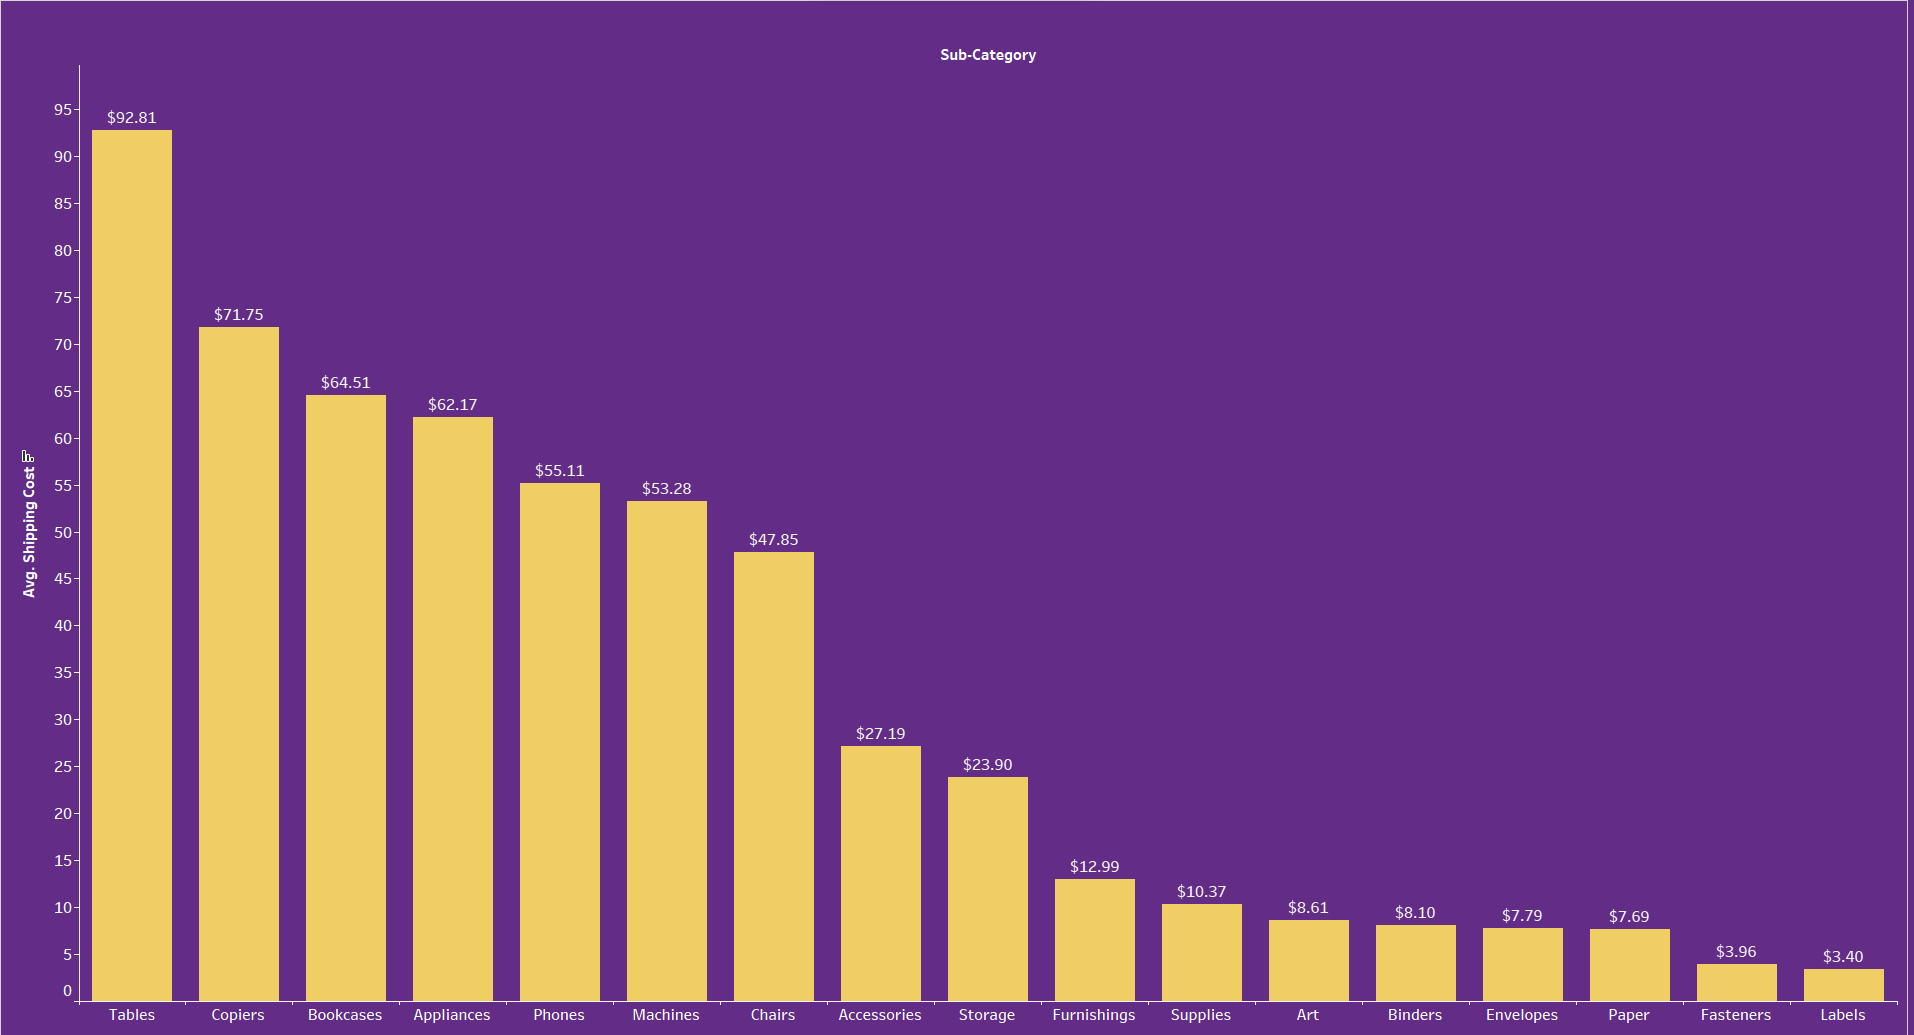 Sub-Category
Avg. Shipping Cost
95
90
85
80
75
70
65
60
55
50
45
40
35
30
25
20
15
10
5
0
$92.81
$71.75
$64.51
$62.17
$55.11
$53.28
$47.85
$27.19
$23.90
$12.99
$10.37
$8.61
$8.10
$7.79
$7.69
$3.96
$3.40
Tables
Copiers
Bookcases
Appliances
Phones
Machines
Chairs
Accessories
Storage
Furnishings
Supplies
Art
Binders
Envelopes
Paper
Fasteners
Labels